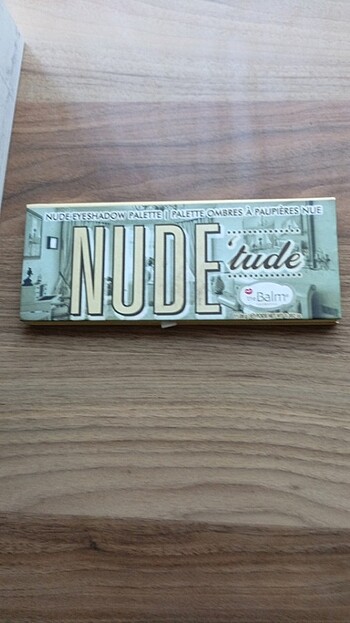 NUDE EYESHADOW PALETTE | PALETTE OMBRES À PAUPIÈRES NUE
NUDE
'tude
theBalm®